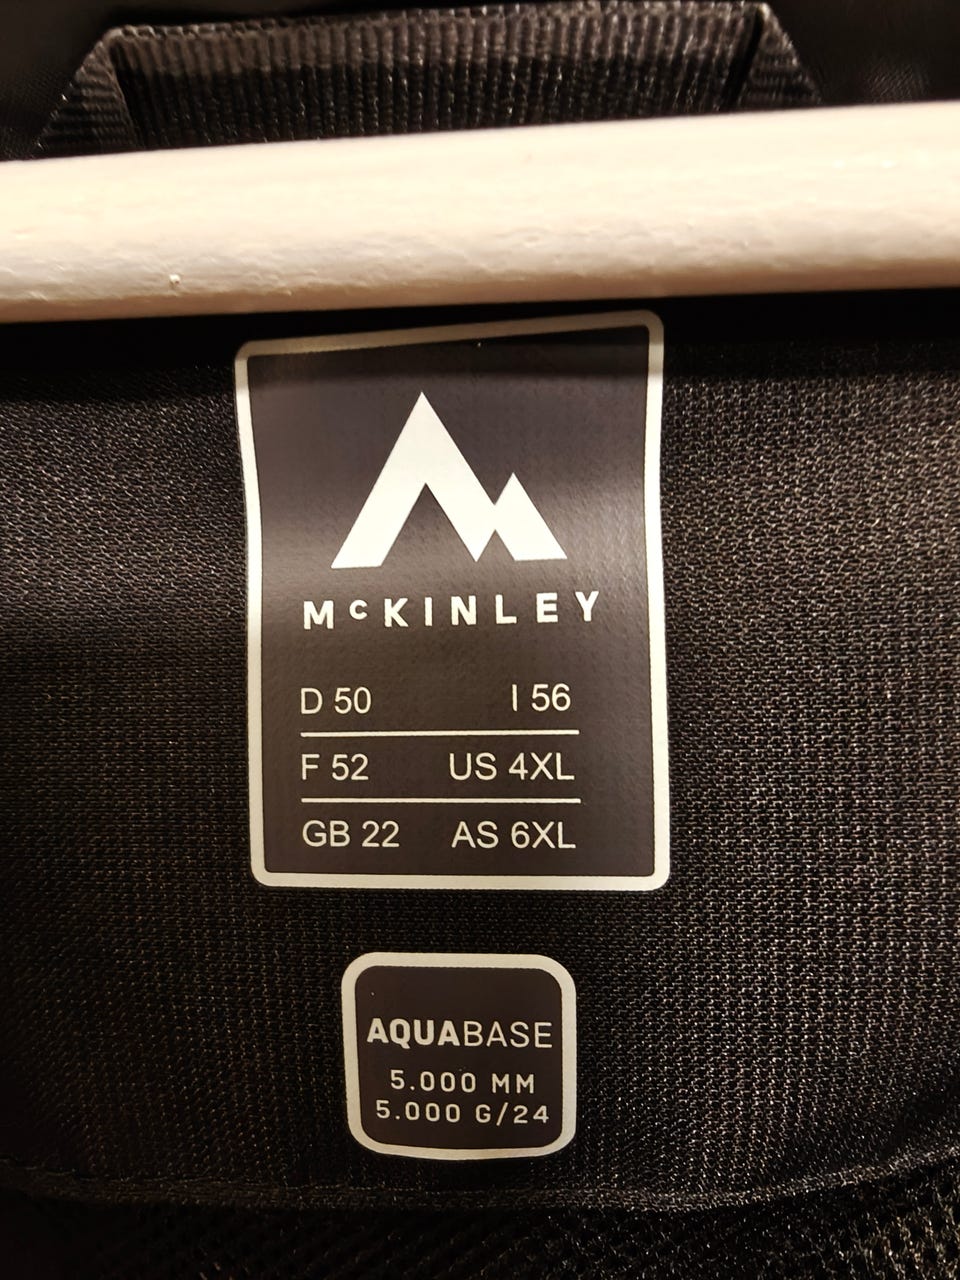 McKINLEY
D 50 I 56
F 52 US 4XL
GB 22 AS 6XL
AQUABASE
5.000 MM
5.000 G/24